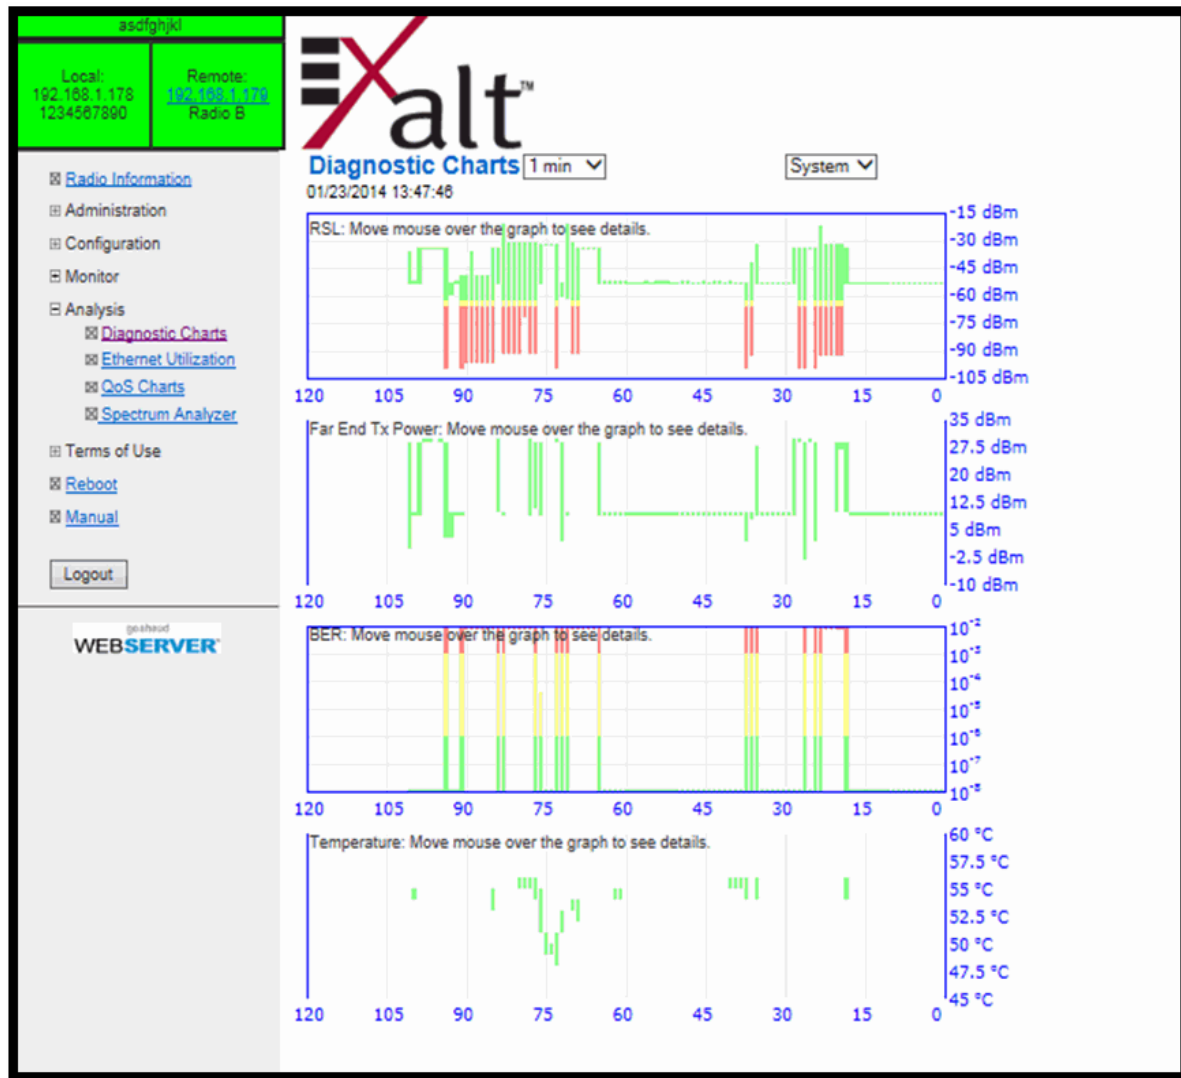 asdfghjkl
Local:
192.168.1.178
1234567890
Remote:
192.168.1.179
Radio B
Exalt™
Radio Information
Administration
Configuration
Monitor
Analysis
Diagnostic Charts
Ethernet Utilization
QoS Charts
Spectrum Analyzer
Terms of Use
Reboot
Manual
Logout
goahead
WEBSERVER
Diagnostic Charts 1 min System
01/23/2014 13:47:46
RSL: Move mouse over the graph to see details.
-15 dBm
-30 dBm
-45 dBm
-60 dBm
-75 dBm
-90 dBm
-105 dBm
120 105 90 75 60 45 30 15 0
Far End Tx Power: Move mouse over the graph to see details.
35 dBm
27.5 dBm
20 dBm
12.5 dBm
5 dBm
-2.5 dBm
-10 dBm
120 105 90 75 60 45 30 15 0
BER: Move mouse over the graph to see details.
10⁻²
10⁻³
10⁻⁴
10⁻⁵
10⁻⁶
10⁻⁷
10⁻⁸
120 105 90 75 60 45 30 15 0
Temperature: Move mouse over the graph to see details.
60 °C
57.5 °C
55 °C
52.5 °C
50 °C
47.5 °C
45 °C
120 105 90 75 60 45 30 15 0